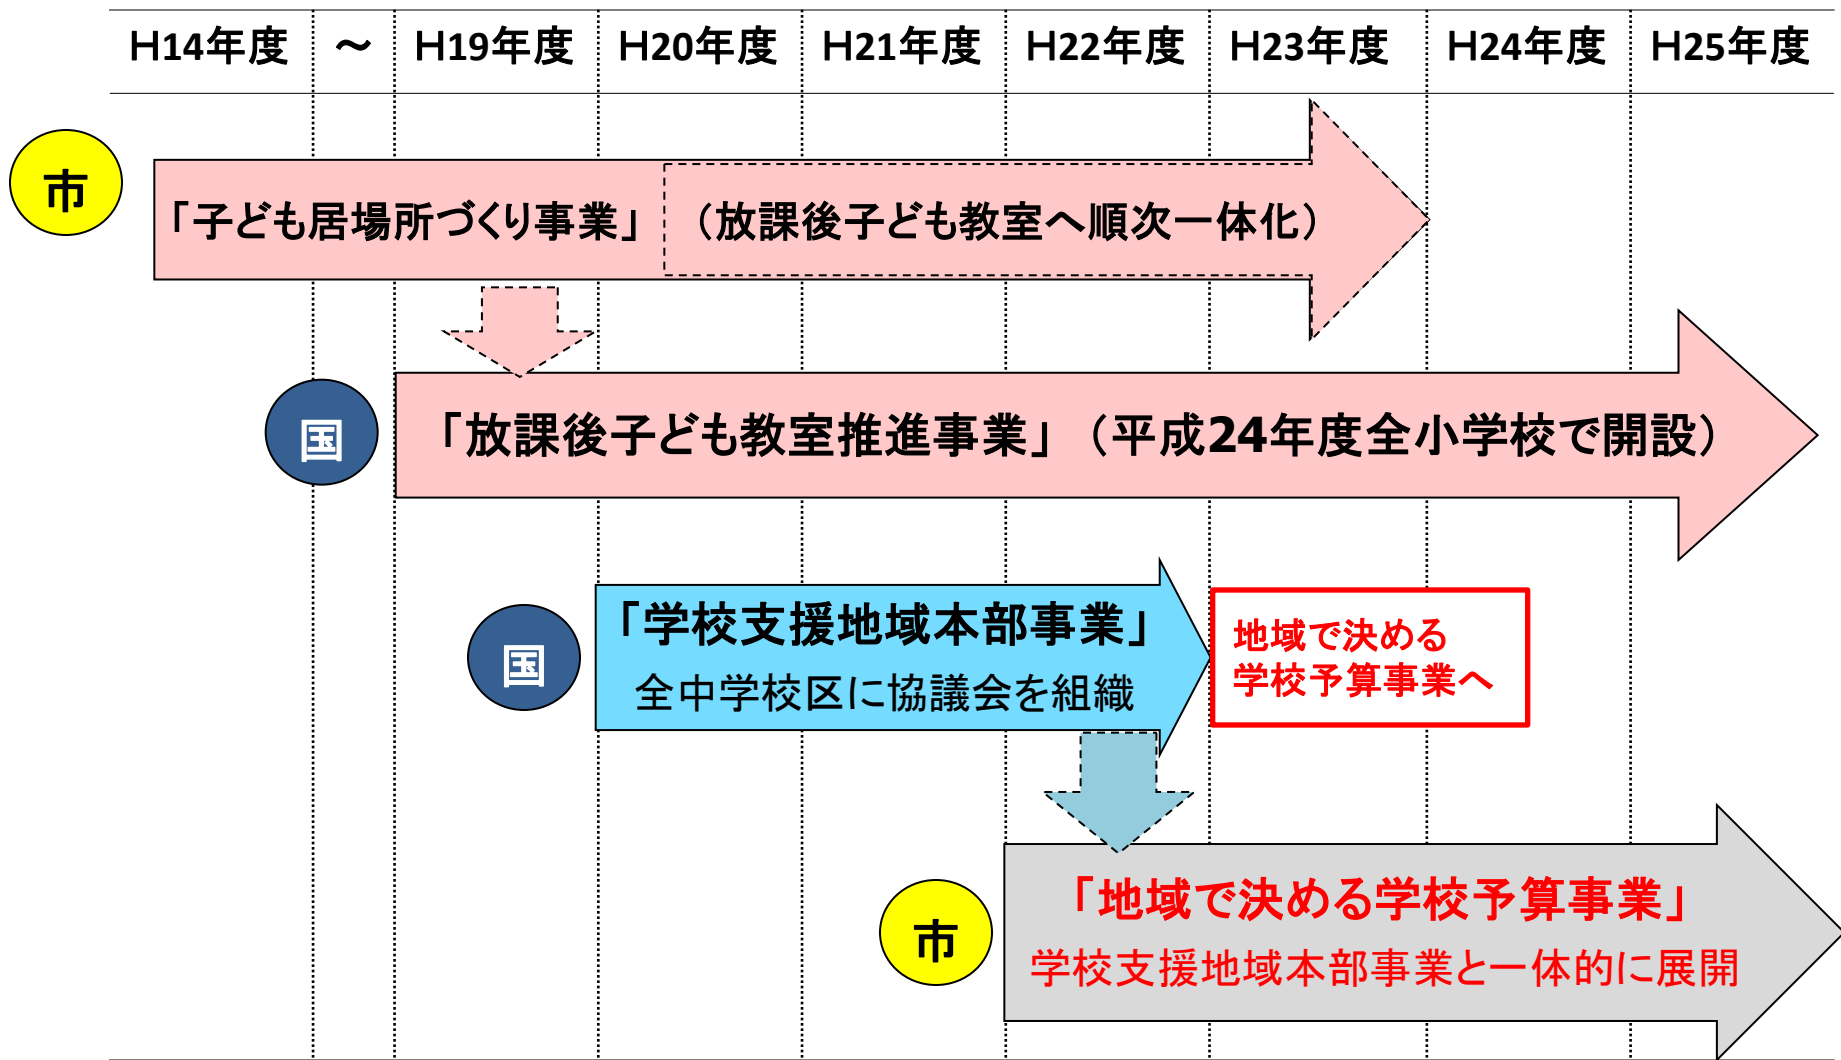 H14年度 ～ H19年度 H20年度 H21年度 H22年度 H23年度 H24年度 H25年度
市
「子ども居場所づくり事業」 （放課後子ども教室へ順次一体化）
国
「放課後子ども教室推進事業」（平成24年度全小学校で開設）
国
「学校支援地域本部事業」
全中学校区に協議会を組織
地域で決める
学校予算事業へ
市
「地域で決める学校予算事業」
学校支援地域本部事業と一体的に展開